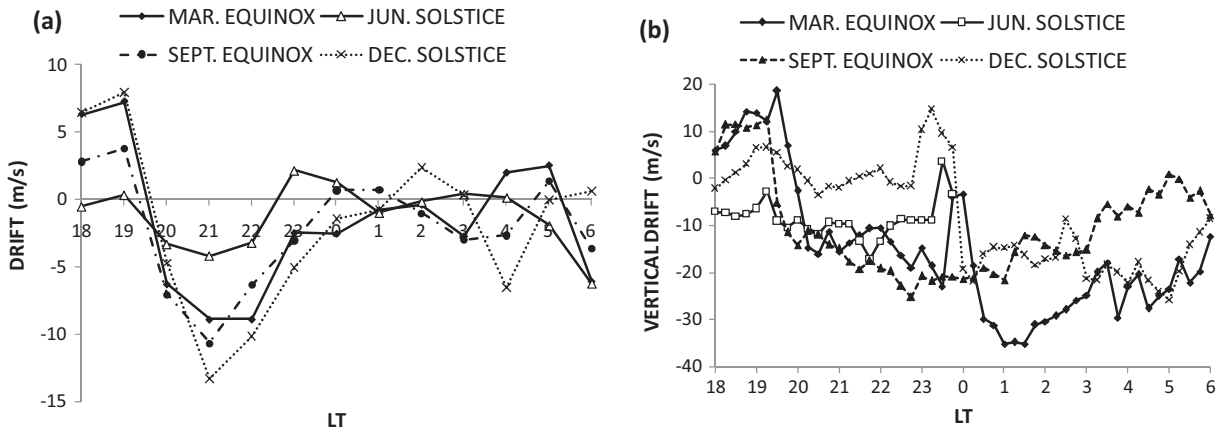 (a)
MAR. EQUINOX
JUN. SOLSTICE
SEPT. EQUINOX
DEC. SOLSTICE
DRIFT (m/s)
10
5
0
-5
-10
-15
18 19 20 21 22 23 0 1 2 3 4 5 6
LT
(b)
MAR. EQUINOX
JUN. SOLSTICE
SEPT. EQUINOX
DEC. SOLSTICE
VERTICAL DRIFT (m/s)
20
10
0
-10
-20
-30
-40
18 19 20 21 22 23 0 1 2 3 4 5 6
LT